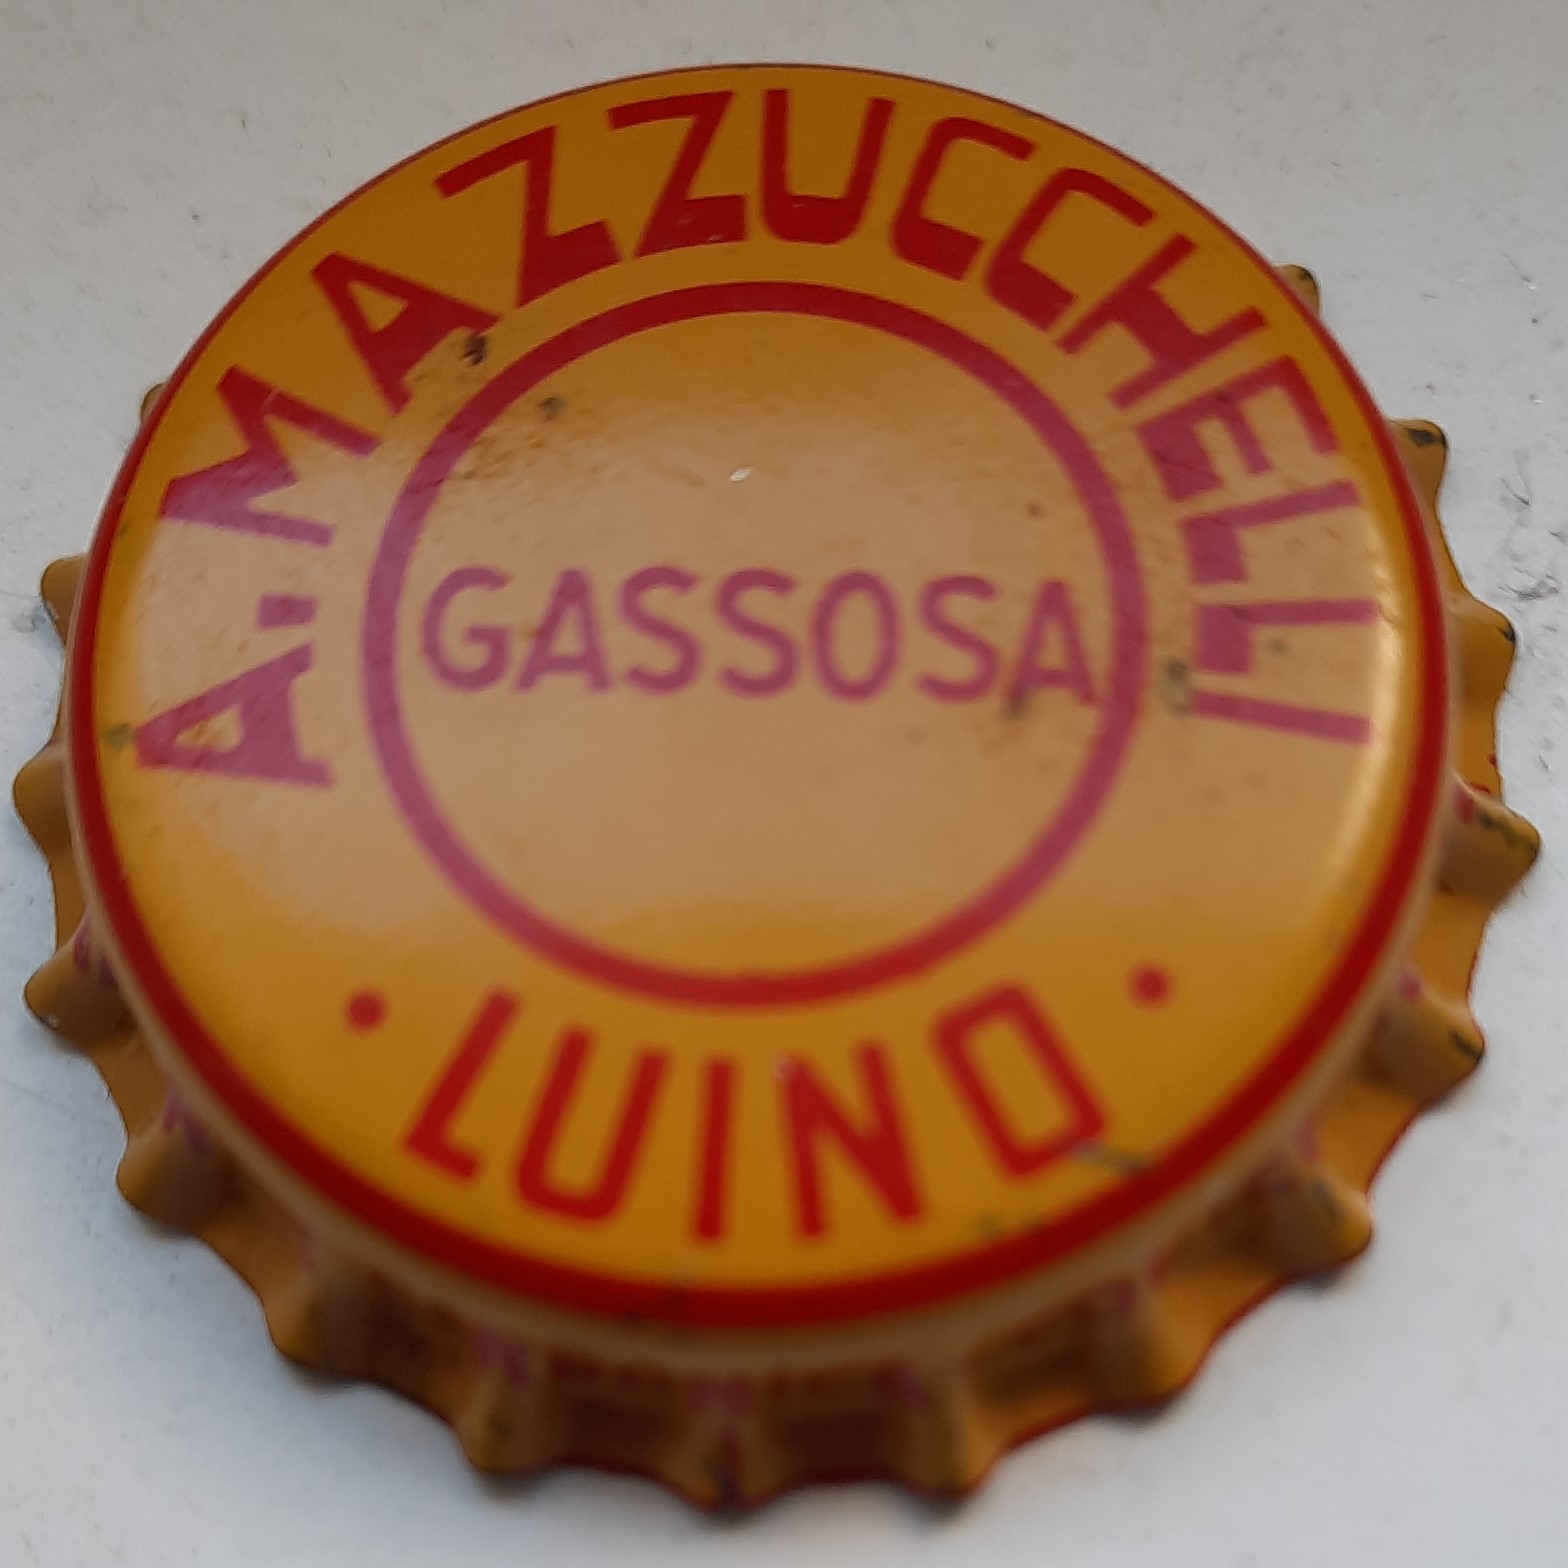 A. MAZZUCCHELLI
GASSOSA
• LUINO •